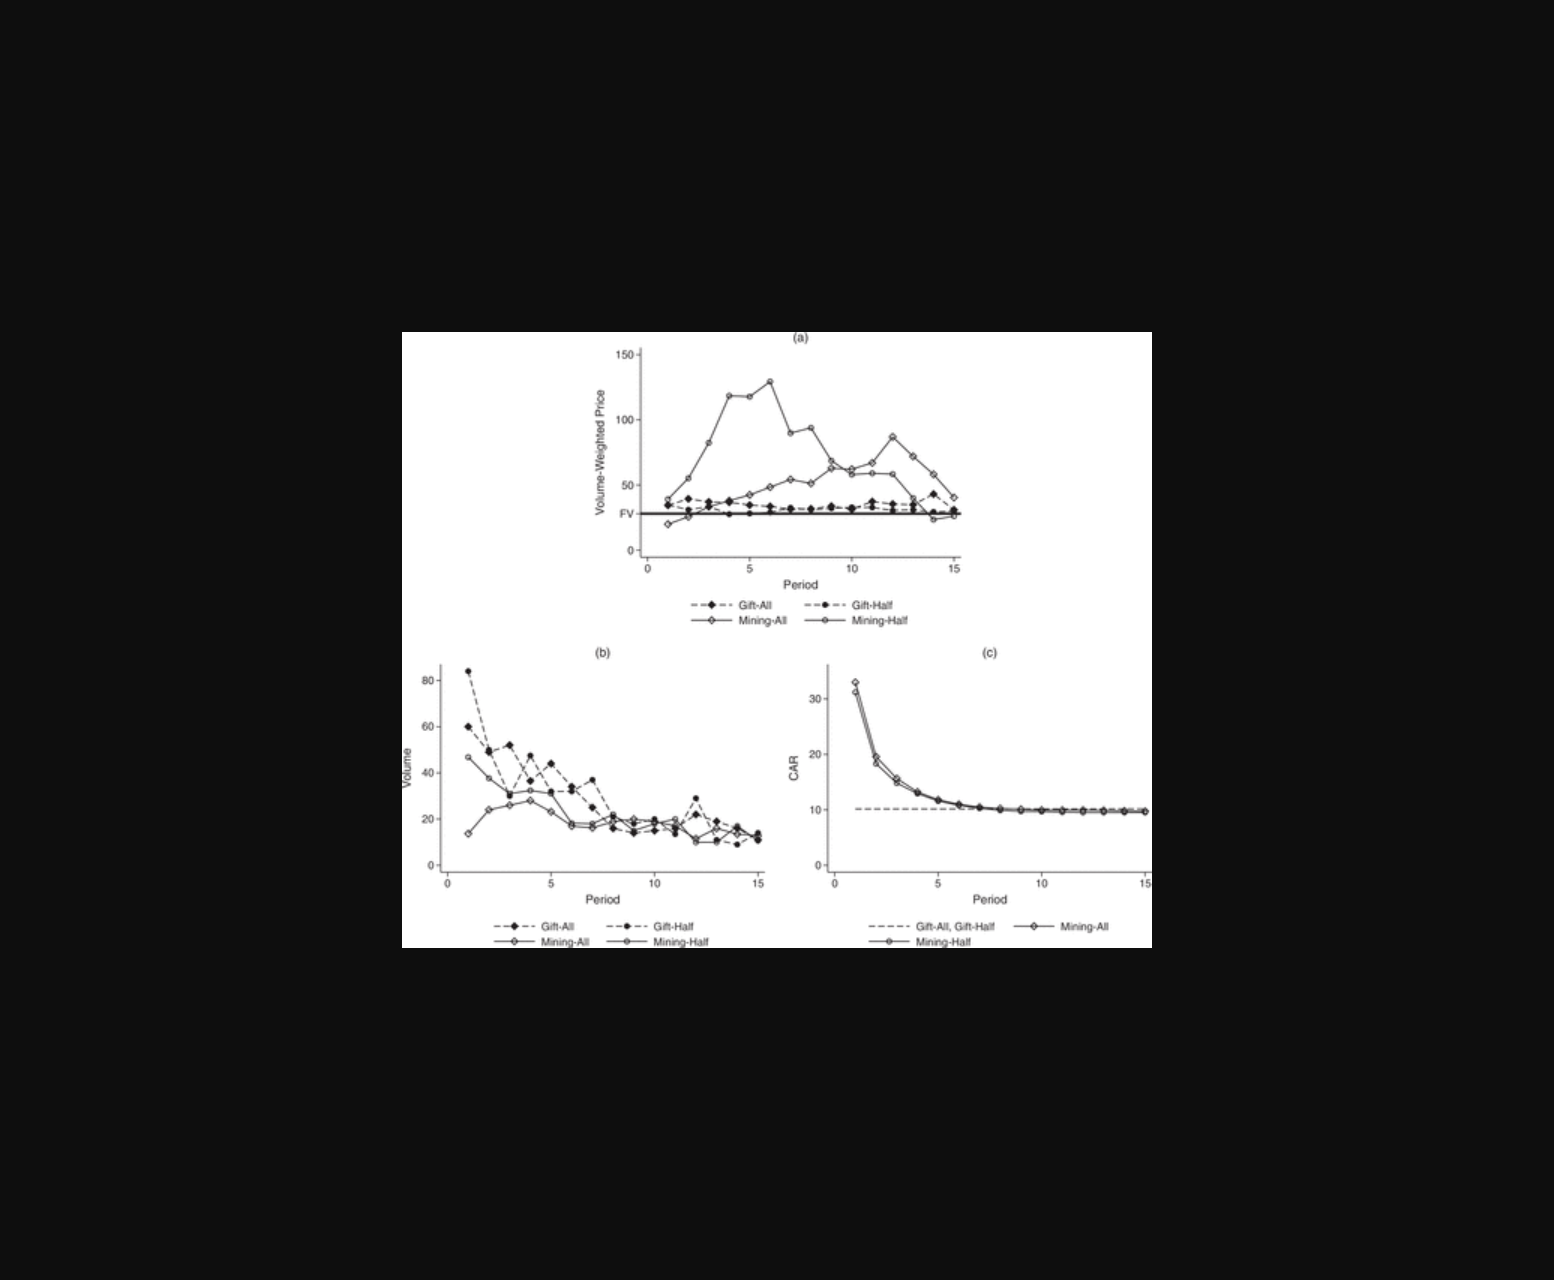 (a)
Volume-Weighted Price
150
100
50
FV
0
0 5 10 15
Period
Gift-All Gift-Half
Mining-All Mining-Half
(b)
Volume
80
60
40
20
0
0 5 10 15
Period
Gift-All Gift-Half
Mining-All Mining-Half
(c)
CAR
30
20
10
0
0 5 10 15
Period
Gift-All, Gift-Half Mining-All
Mining-Half